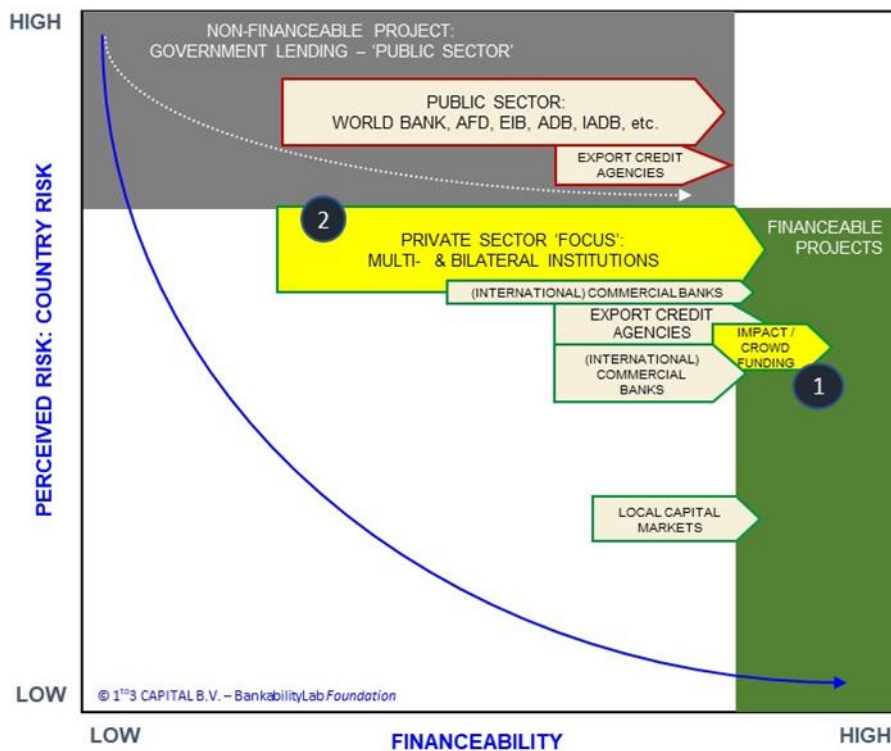 HIGH
NON-FINANCEABLE PROJECT:
GOVERNMENT LENDING – 'PUBLIC SECTOR'
PUBLIC SECTOR:
WORLD BANK, AFD, EIB, ADB, IADB, etc.
EXPORT CREDIT
AGENCIES
2
PRIVATE SECTOR 'FOCUS':
MULTI- & BILATERAL INSTITUTIONS
FINANCEABLE
PROJECTS
(INTERNATIONAL) COMMERCIAL BANKS
EXPORT CREDIT
AGENCIES
IMPACT /
CROWD
FUNDING
(INTERNATIONAL)
COMMERCIAL
BANKS
1
LOCAL CAPITAL
MARKETS
PERCEIVED RISK: COUNTRY RISK
LOW
© 1to3 CAPITAL B.V. – BankabilityLab Foundation
LOW
FINANCEABILITY
HIGH